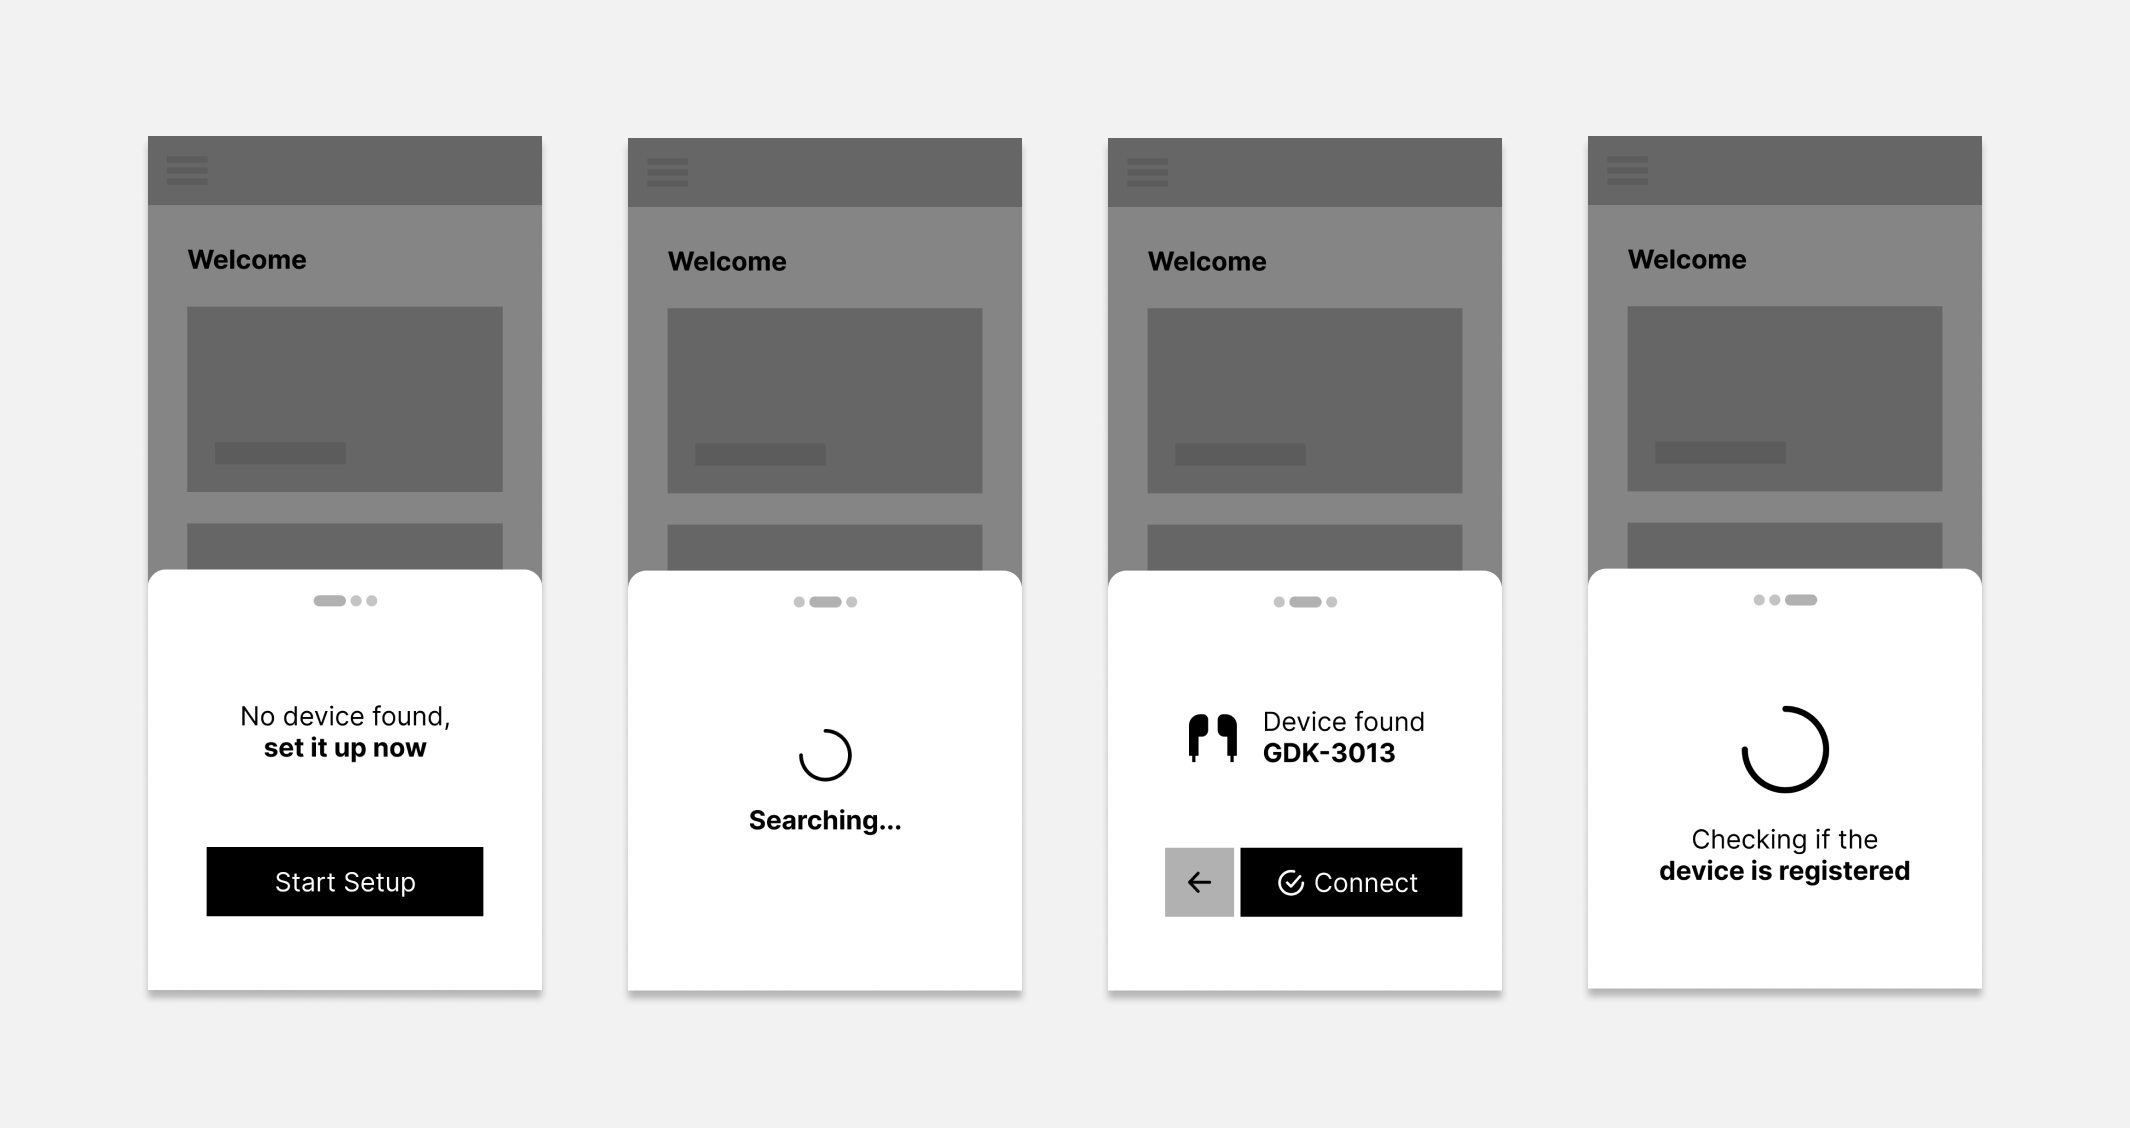 Welcome
No device found,
set it up now
Start Setup
Welcome
Searching...
Welcome
Device found
GDK-3013
Connect
Welcome
Checking if the
device is registered